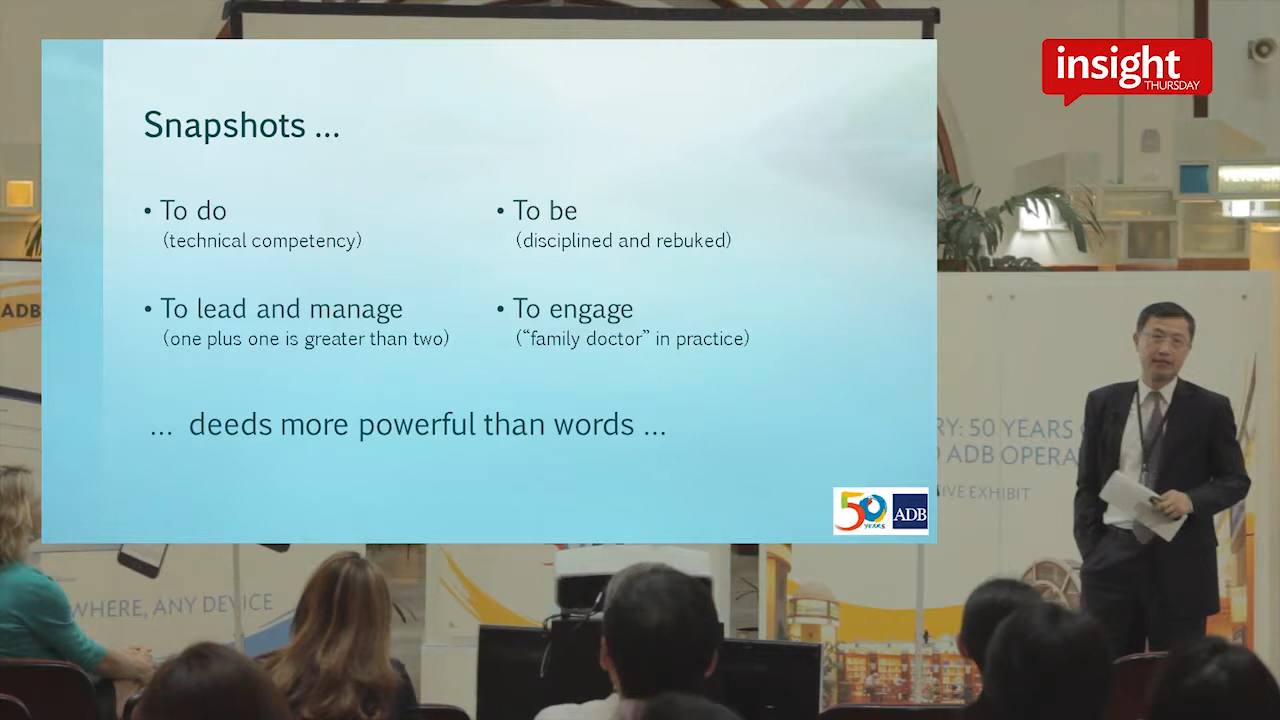 insight
THURSDAY
Snapshots ...
• To do
(technical competency)
• To be
(disciplined and rebuked)
• To lead and manage
(one plus one is greater than two)
• To engage
(“family doctor” in practice)
... deeds more powerful than words ...
50
YEARS
ADB
ADB
RY: 50 YEARS
ADB OPERA
IVE EXHIBIT
WHERE, ANY DEVICE